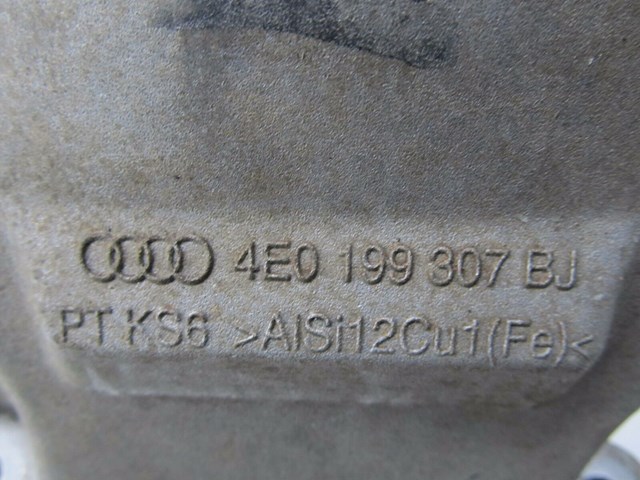 4E0 199 307 BJ
PT KS6 >AlSi12Cu1(Fe)<